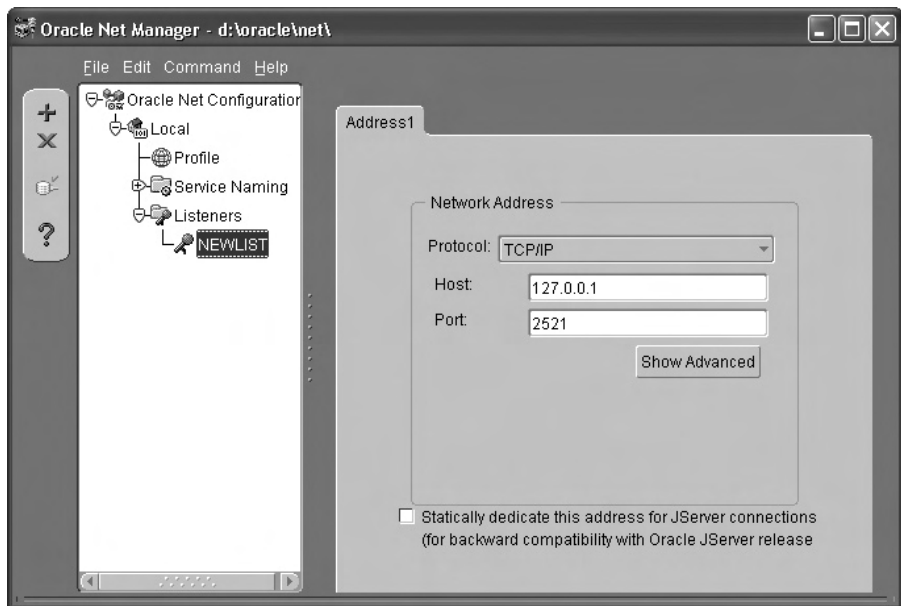 Oracle Net Manager - d:\oracle\net\
File Edit Command Help
Oracle Net Configuration
Local
Profile
Service Naming
Listeners
NEWLIST
Address1
Network Address
Protocol: TCP/IP
Host: 127.0.0.1
Port: 2521
Show Advanced
Statically dedicate this address for JServer connections
(for backward compatibility with Oracle JServer release